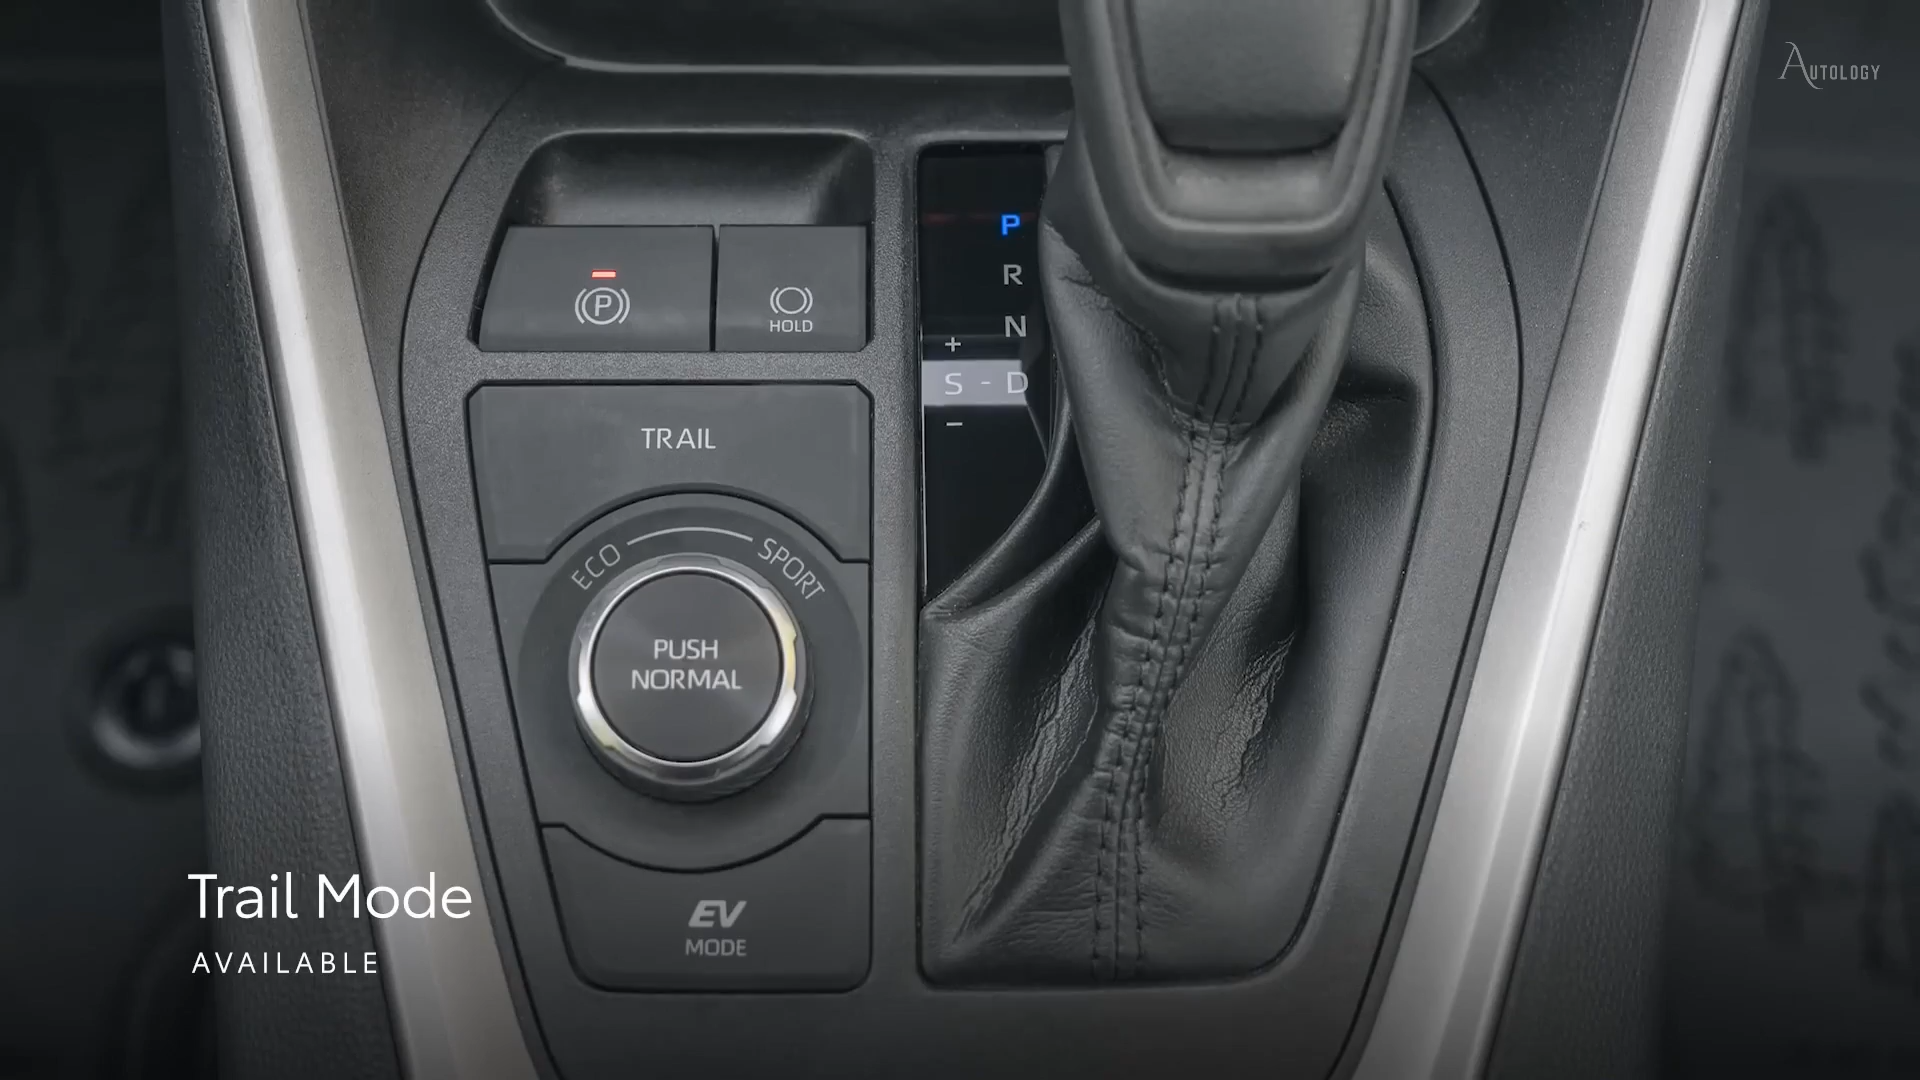 AUTOLOGY
P
R
N
+
S - D
-
P
HOLD
TRAIL
ECO
SPORT
PUSH
NORMAL
EV
MODE
Trail Mode
AVAILABLE